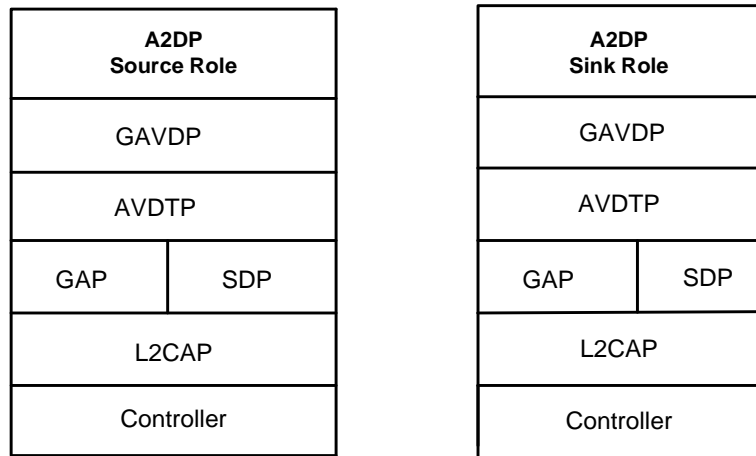 A2DP
Source Role
GAVDP
AVDTP
GAP
SDP
L2CAP
Controller
A2DP
Sink Role
GAVDP
AVDTP
GAP
SDP
L2CAP
Controller